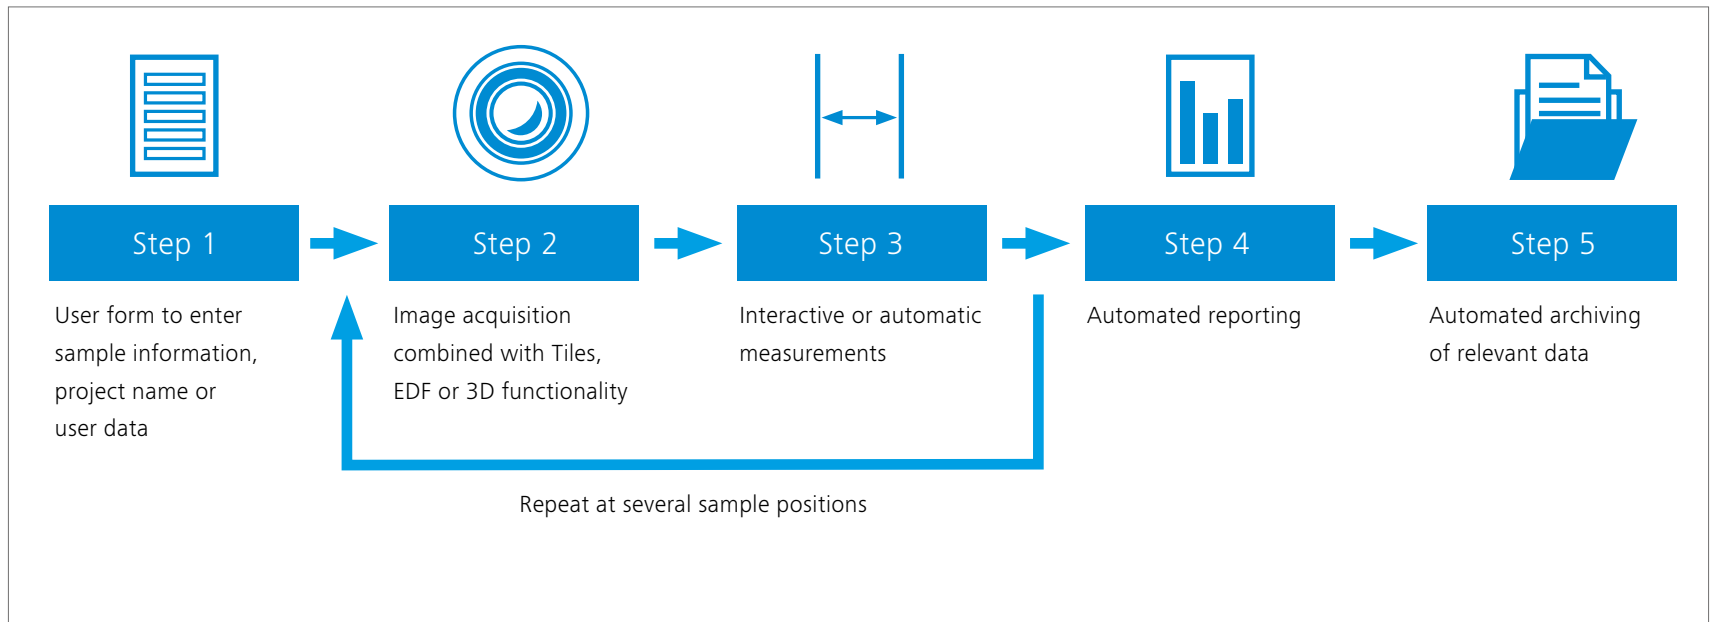 Step 1
Step 2
Step 3
Step 4
Step 5
User form to enter
sample information,
project name or
user data
Image acquisition
combined with Tiles,
EDF or 3D functionality
Interactive or automatic
measurements
Automated reporting
Automated archiving
of relevant data
Repeat at several sample positions